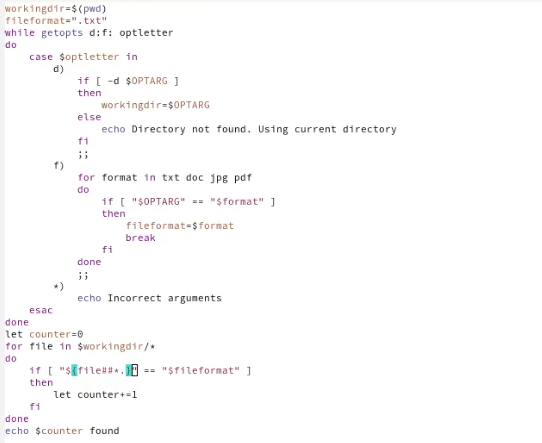 workingdir=$(pwd)
fileformat=".txt"
while getopts d:f: optletter
do
    case $optletter in
        d)
            if [ -d $OPTARG ]
            then
                workingdir=$OPTARG
            else
                echo Directory not found. Using current directory
            fi
            ;;
        f)
            for format in txt doc jpg pdf
            do
                if [ "$OPTARG" == "$format" ]
                then
                    fileformat=$format
                    break
                fi
            done
            ;;
        *)
            echo Incorrect arguments
    esac
done
let counter=0
for file in $workingdir/*
do
    if [ "${file##*.}" == "$fileformat" ]
    then
        let counter+=1
    fi
done
echo $counter found